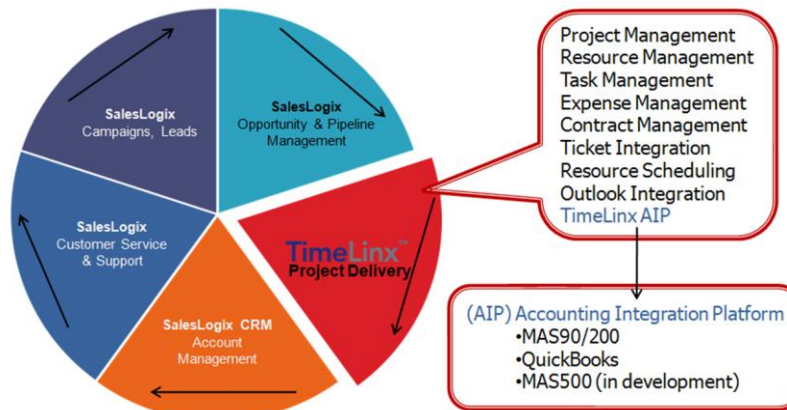 SalesLogix
Campaigns, Leads
SalesLogix
Opportunity & Pipeline
Management
SalesLogix
Customer Service
& Support
TimeLinx™
Project Delivery
SalesLogix CRM
Account
Management
Project Management
Resource Management
Task Management
Expense Management
Contract Management
Ticket Integration
Resource Scheduling
Outlook Integration
TimeLinx AIP
(AIP) Accounting Integration Platform
•MAS90/200
•QuickBooks
•MAS500 (in development)